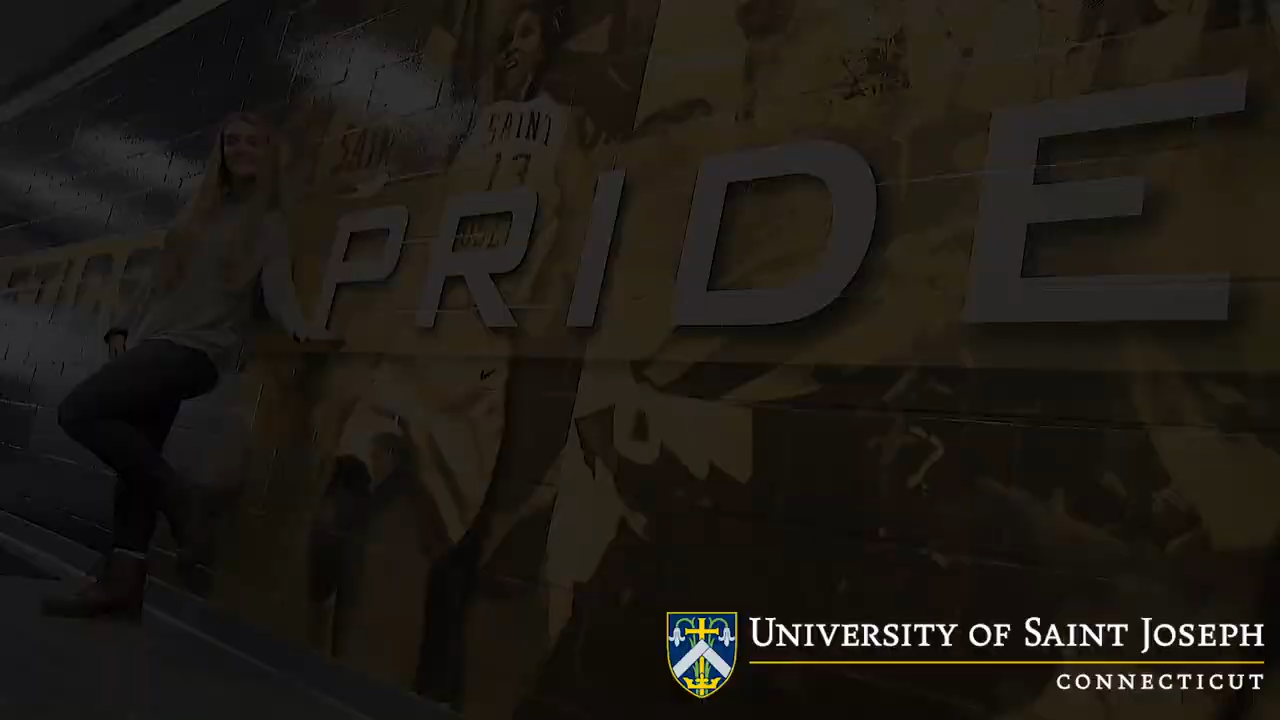 SAINT
13
PRIDE
UNIVERSITY OF SAINT JOSEPH
CONNECTICUT